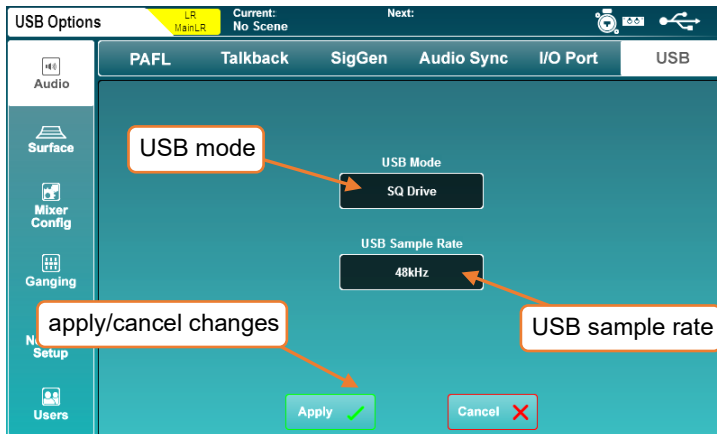 USB Options
LR
MainLR
Current:
No Scene
Next:
PAFL
Talkback
SigGen
Audio Sync
I/O Port
USB
Audio
Surface
Mixer
Config
Ganging
Setup
Users
USB mode
USB Mode
SQ Drive
USB Sample Rate
48kHz
apply/cancel changes
USB sample rate
Apply
Cancel